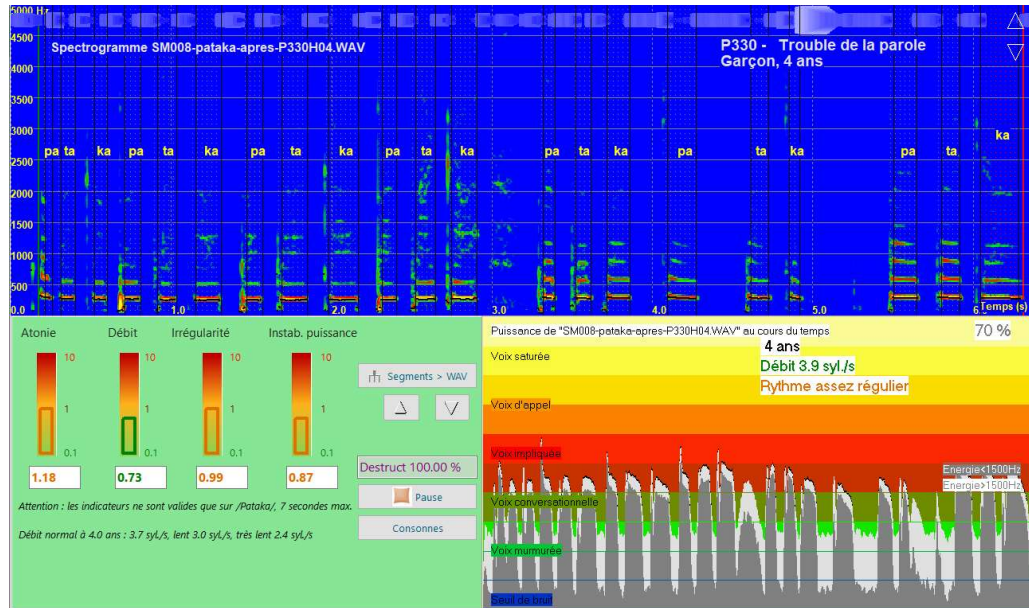 5000 Hz
4500
4000
3500
3000
2500
2000
1500
1000
500
0.0
Spectrogramme SM008-pataka-apres-P330H04.WAV
P330 - Trouble de la parole
Garçon, 4 ans
pa ta ka pa ta ka pa ta ka pa ta ka pa ta ka pa ta ka pa ta ka
1.0 2.0 3.0 4.0 5.0 6.0 Temps (s)
Atonie Débit Irrégularité Instab. puissance
10 10 10 10
1 1 1 1
0.1 0.1 0.1 0.1
1.18 0.73 0.99 0.87
Attention : les indicateurs ne sont valides que sur /Pataka/, 7 secondes max.
Débit normal à 4.0 ans : 3.7 syl./s, lent 3.0 syl./s, très lent 2.4 syl./s
Segments > WAV
Destruct 100.00 %
Pause
Consonnes
Puissance de "SM008-pataka-apres-P330H04.WAV" au cours du temps
70 %
4 ans
Débit 3.9 syl./s
Rythme assez régulier
Voix saturée
Voix d'appel
Voix impliquée
Energie<1500Hz
Energie>1500Hz
Voix conversationnelle
Voix murmurée
Seuil de bruit